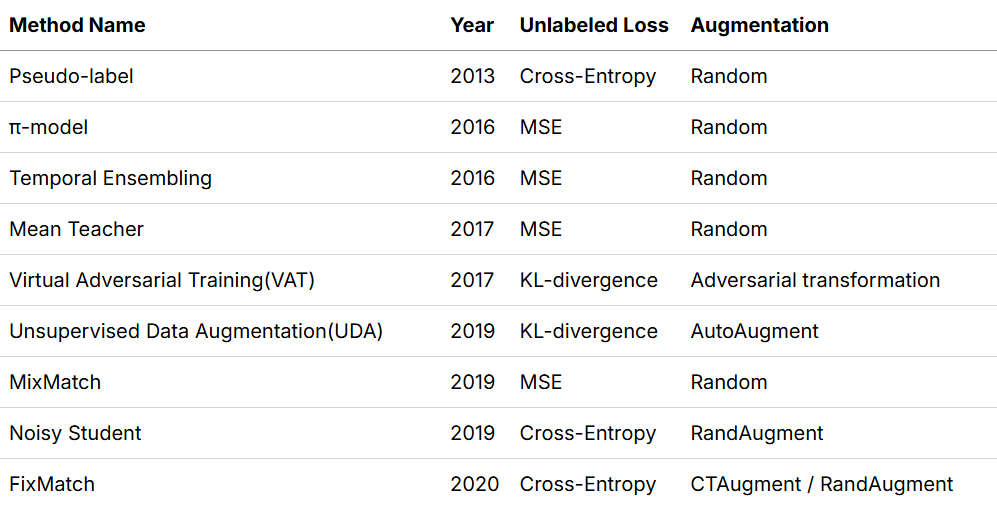 Method Name Year Unlabeled Loss Augmentation
Pseudo-label 2013 Cross-Entropy Random
π-model 2016 MSE Random
Temporal Ensembling 2016 MSE Random
Mean Teacher 2017 MSE Random
Virtual Adversarial Training(VAT) 2017 KL-divergence Adversarial transformation
Unsupervised Data Augmentation(UDA) 2019 KL-divergence AutoAugment
MixMatch 2019 MSE Random
Noisy Student 2019 Cross-Entropy RandAugment
FixMatch 2020 Cross-Entropy CTAugment / RandAugment